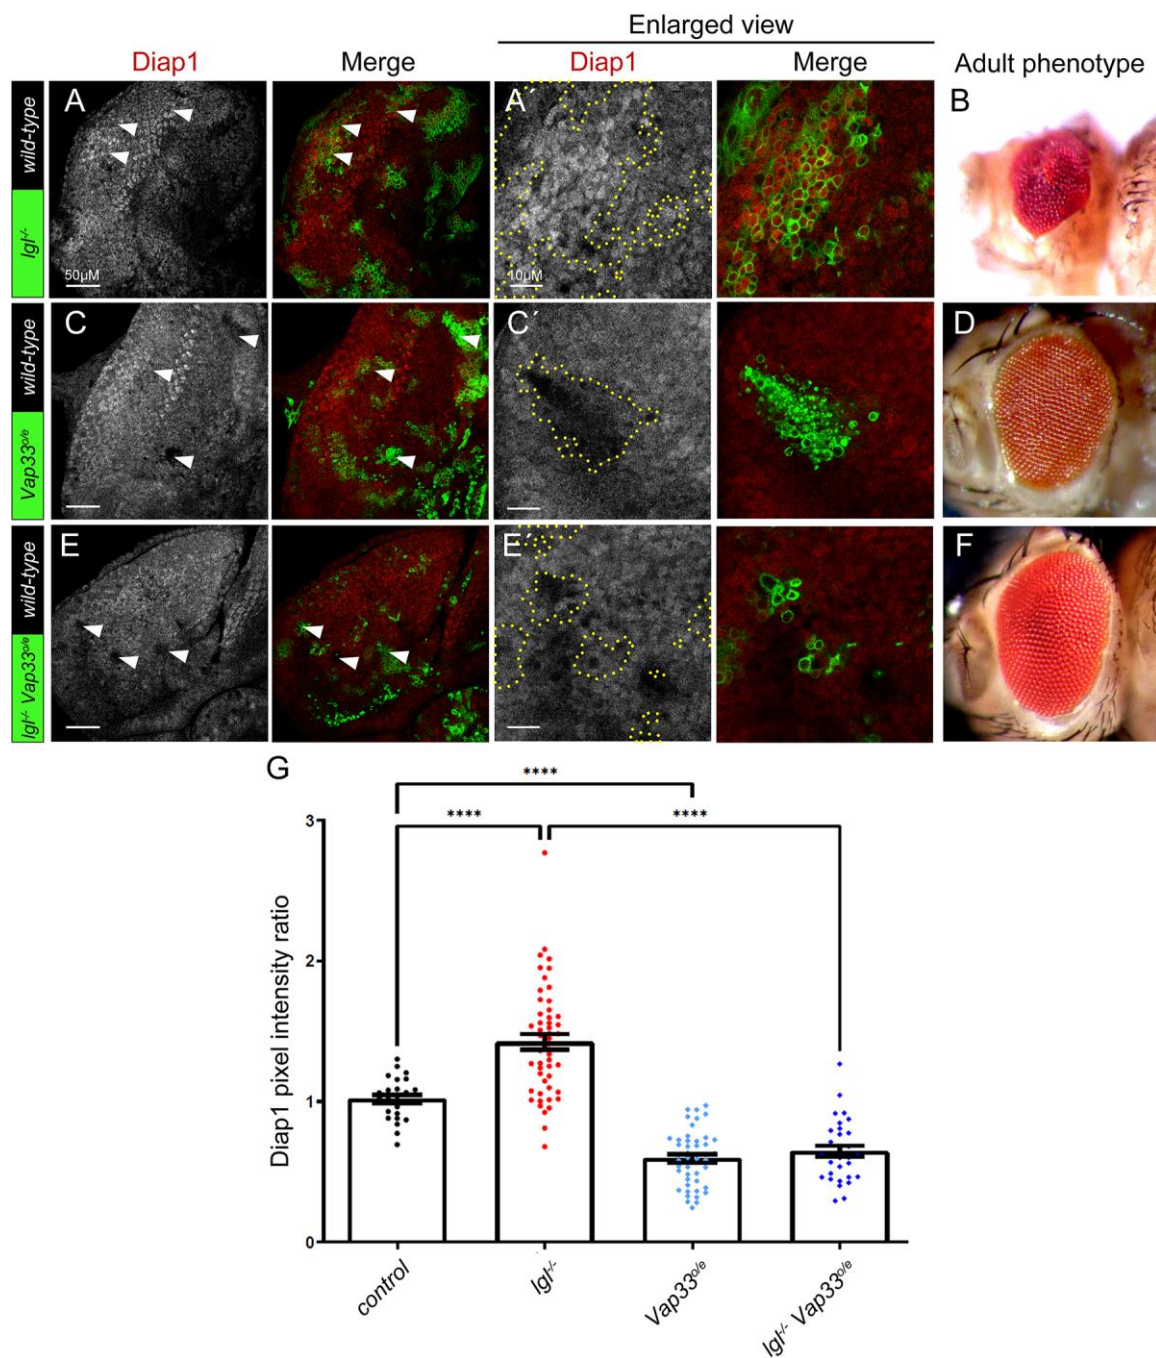 Enlarged view
Diap1 Merge Diap1 Merge Adult phenotype
wild-type
lgl-/-
A
50µM
A´
10µM
B
wild-type
Vap33o/e
C
C´
D
wild-type
lgl-/- Vap33o/e
E
E´
F
G
****
**** ****
Diap1 pixel intensity ratio
3
2
1
0
control
lgl-/-
Vap33o/e
lgl-/- Vap33o/e